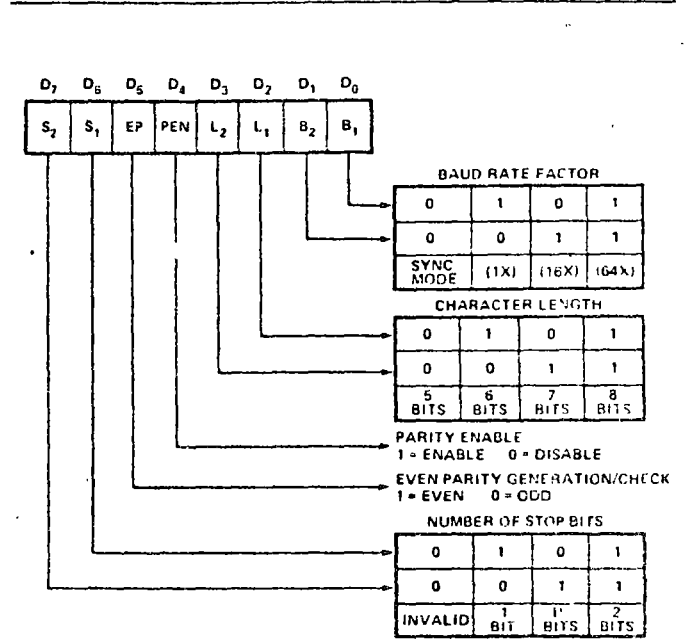 D7 D6 D5 D4 D3 D2 D1 D0
S2 S1 EP PEN L2 L1 B2 B1
BAUD RATE FACTOR
0 1 0 1
0 0 1 1
SYNC MODE (1X) (16X) (64X)
CHARACTER LENGTH
0 1 0 1
0 0 1 1
5 BITS 6 BITS 7 BITS 8 BITS
PARITY ENABLE
1 = ENABLE 0 = DISABLE
EVEN PARITY GENERATION/CHECK
1 = EVEN 0 = ODD
NUMBER OF STOP BITS
0 1 0 1
0 0 1 1
INVALID 1 BIT BITS 2 BITS